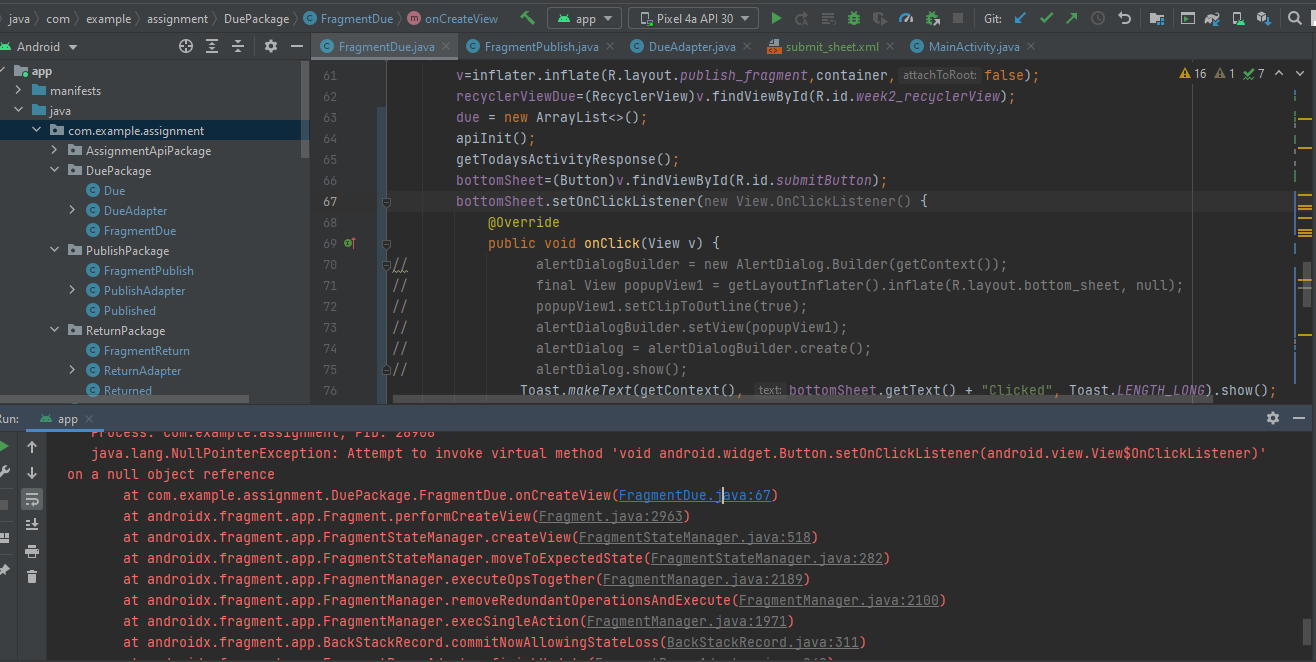 java com example assignment DuePackage FragmentDue onCreateView app Pixel 4a API 30 Git:
Android FragmentDue.java FragmentPublish.java DueAdapter.java submit_sheet.xml MainActivity.java
app
manifests
java
com.example.assignment
AssignmentApiPackage
DuePackage
Due
DueAdapter
FragmentDue
PublishPackage
FragmentPublish
PublishAdapter
Published
ReturnPackage
FragmentReturn
ReturnAdapter
Returned
16 1 7
61 v=inflater.inflate(R.layout.publish_fragment,container, attachToRoot: false);
62 recyclerViewDue=(RecyclerView)v.findViewById(R.id.week2_recyclerView);
63 due = new ArrayList<>();
64 apiInit();
65 getTodaysActivityResponse();
66 bottomSheet=(Button)v.findViewById(R.id.submitButton);
67 bottomSheet.setOnClickListener(new View.OnClickListener() {
68 @Override
69 public void onClick(View v) {
70 // alertDialogBuilder = new AlertDialog.Builder(getContext());
71 // final View popupView1 = getLayoutInflater().inflate(R.layout.bottom_sheet, null);
72 // popupView1.setClipToOutline(true);
73 // alertDialogBuilder.setView(popupView1);
74 // alertDialog = alertDialogBuilder.create();
75 // alertDialog.show();
76 Toast.makeText(getContext(), text: bottomSheet.getText() + "Clicked", Toast.LENGTH_LONG).show();
Run: app
Process: com.example.assignment, PID: 28908
java.lang.NullPointerException: Attempt to invoke virtual method 'void android.widget.Button.setOnClickListener(android.view.View$OnClickListener)'
on a null object reference
at com.example.assignment.DuePackage.FragmentDue.onCreateView(FragmentDue.java:67)
at androidx.fragment.app.Fragment.performCreateView(Fragment.java:2963)
at androidx.fragment.app.FragmentStateManager.createView(FragmentStateManager.java:518)
at androidx.fragment.app.FragmentStateManager.moveToExpectedState(FragmentStateManager.java:282)
at androidx.fragment.app.FragmentManager.executeOpsTogether(FragmentManager.java:2189)
at androidx.fragment.app.FragmentManager.removeRedundantOperationsAndExecute(FragmentManager.java:2100)
at androidx.fragment.app.FragmentManager.execSingleAction(FragmentManager.java:1971)
at androidx.fragment.app.BackStackRecord.commitNowAllowingStateLoss(BackStackRecord.java:311)